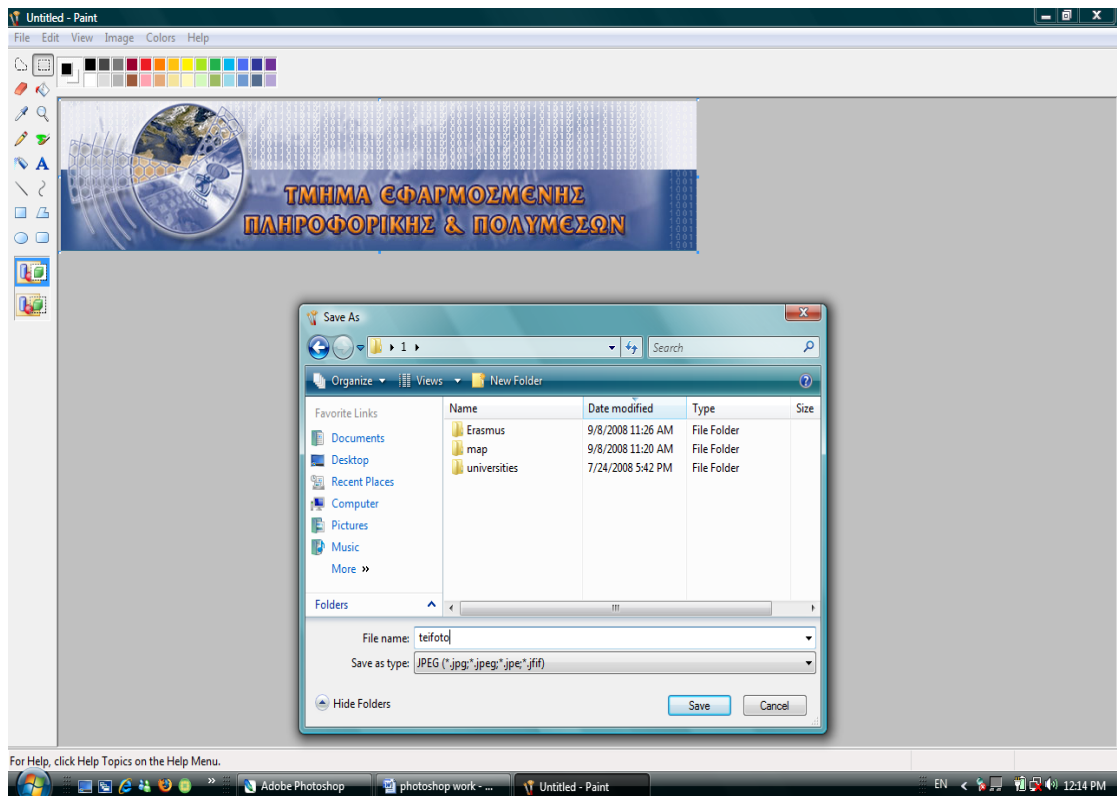 Untitled - Paint
File Edit View Image Colors Help
ΤΜΗΜΑ ΕΦΑΡΜΟΣΜΕΝΗΣ
ΠΛΗΡΟΦΟΡΙΚΗΣ & ΠΟΛΥΜΕΣΩΝ
Save As
1
Search
Organize Views New Folder
Favorite Links
Documents
Desktop
Recent Places
Computer
Pictures
Music
More »
Folders
Name Date modified Type Size
Erasmus 9/8/2008 11:26 AM File Folder
map 9/8/2008 11:20 AM File Folder
universities 7/24/2008 5:42 PM File Folder
File name: teifoto
Save as type: JPEG (*.jpg;*.jpeg;*.jpe;*.jfif)
Hide Folders Save Cancel
For Help, click Help Topics on the Help Menu.
Adobe Photoshop photoshop work - ... Untitled - Paint EN 12:14 PM